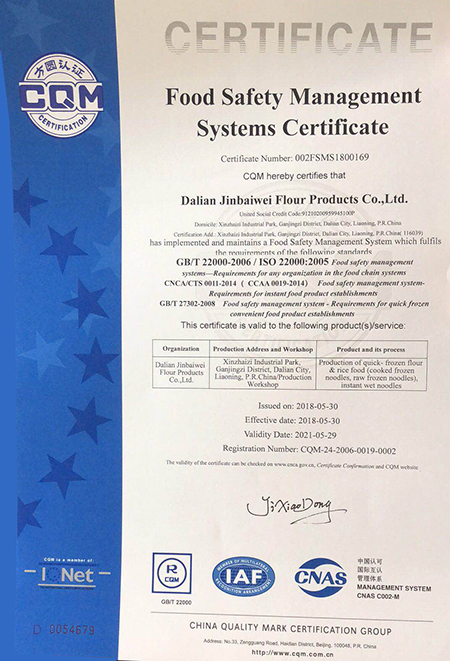 CERTIFICATE
方圆认证
CQM
CERTIFICATION
Food Safety Management
Systems Certificate
Certificate Number: 002FSMS1800169
CQM hereby certifies that
Dalian Jinbaiwei Flour Products Co.,Ltd.
United Social Credit Code:91210200959945100P
Domicile: Xinzhaizi Industrial Park, Ganjingzi District, Dalian City, Liaoning, P.R.China
Certification Add.: Xinzhaizi Industrial Park, Ganjingzi District, Dalian City, Liaoning, P.R.China( 116039)
has implemented and maintains a Food Safety Management System which fulfils
the requirements of the following standards
GB/T 22000-2006 / ISO 22000:2005 Food safety management
systems—Requirements for any organization in the food chain systems
CNCA/CTS 0011-2014 ( CCAA 0019-2014) Food safety management system-
Requirements for instant food product establishments
GB/T 27302-2008 Food safety management system - Requirements for quick frozen
convenient food product establishments
This certificate is valid to the following product(s)/service:
Organization Production Address and Workshop Product and its process
Dalian Jinbaiwei Flour Products Co.,Ltd.
Xinzhaizi Industrial Park, Ganjingzi District, Dalian City, Liaoning, P.R.China/Production Workshop
Production of quick- frozen flour & rice food (cooked frozen noodles, raw frozen noodles), instant wet noodles
Issued on: 2018-05-30
Effective date: 2018-05-30
Validity Date: 2021-05-29
Registration Number: CQM-24-2006-0019-0002
The validity of the certificate can be checked on www.cnca.gov.cn, Certificate Confirmation and CQM website
Yi XiaoDong
CQM is a member of:
IQNet
D 0054679
R
CQM
GB/T 22000
MEMBER OF MULTILATERAL
IAF
RECOGNITION ARRANGEMENT
CNAS
中国认可
国际互认
管理体系
MANAGEMENT SYSTEM
CNAS C002-M
CHINA QUALITY MARK CERTIFICATION GROUP
Address: No.33, Zengguang Road, Haidian District, Beijing, 100048, P.R. China
http://www.cqm.com.cn